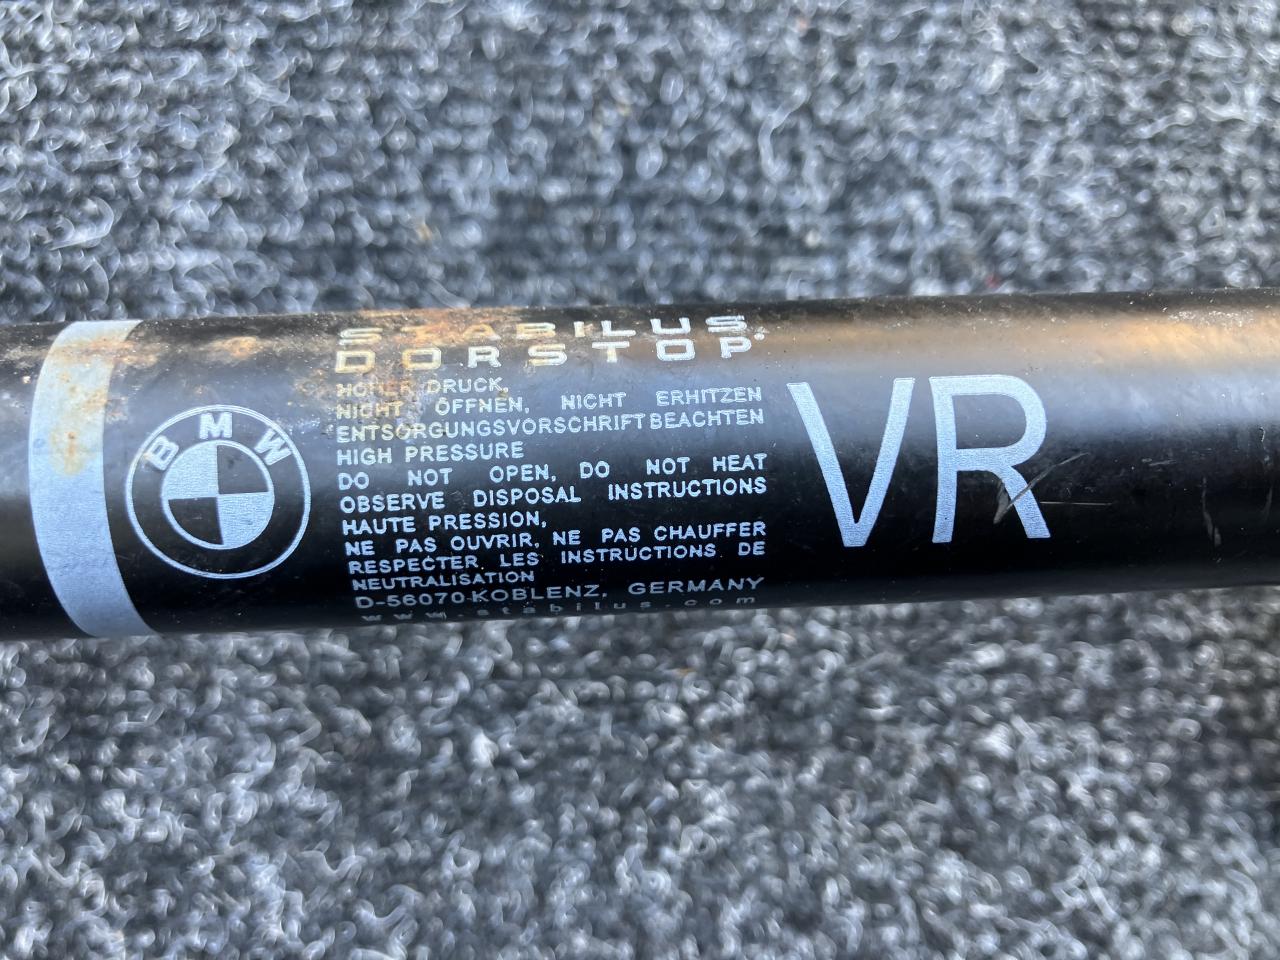 BMW
STABILUS
DORSTOP®
HOHER DRUCK,
NICHT ÖFFNEN, NICHT ERHITZEN
ENTSORGUNGSVORSCHRIFT BEACHTEN
HIGH PRESSURE
DO NOT OPEN, DO NOT HEAT
OBSERVE DISPOSAL INSTRUCTIONS
HAUTE PRESSION,
NE PAS OUVRIR, NE PAS CHAUFFER
RESPECTER LES INSTRUCTIONS DE
NEUTRALISATION
D-56070 KOBLENZ, GERMANY
www.stabilus.com
VR